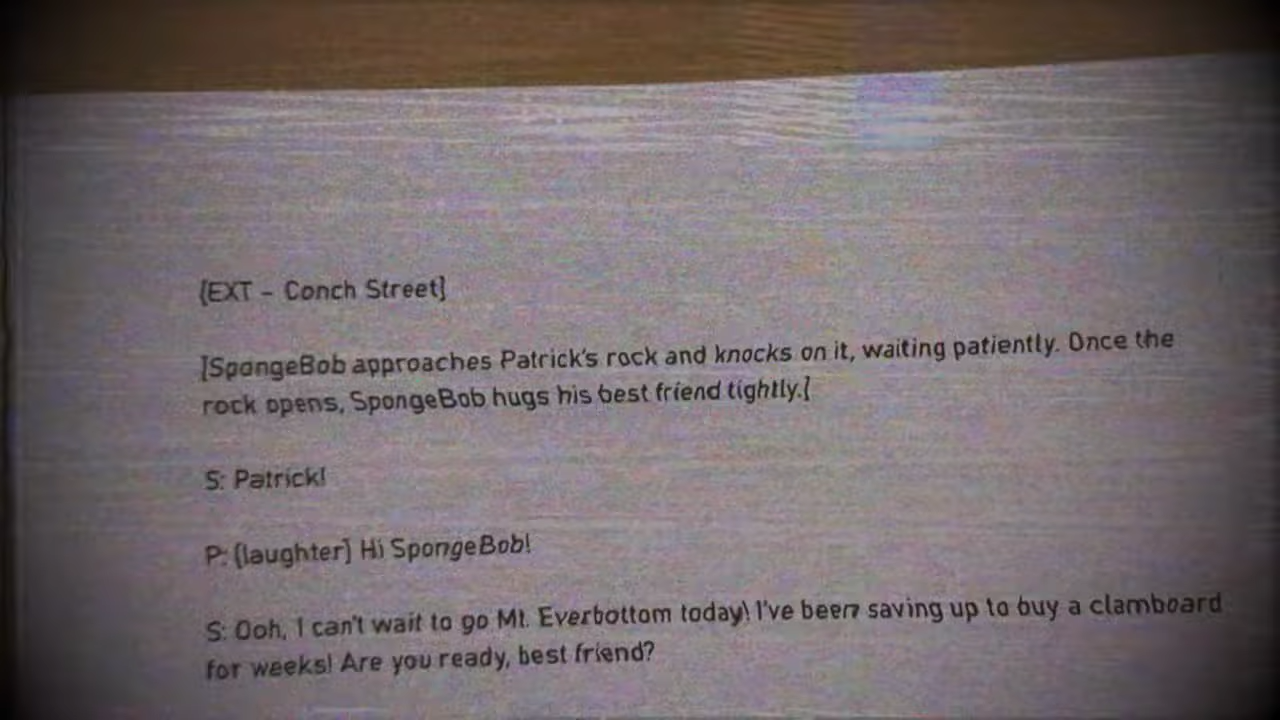 [EXT - Conch Street]
[SpongeBob approaches Patrick's rock and knocks on it, waiting patiently. Once the
rock opens, SpongeBob hugs his best friend tightly.]
S: Patrick!
P: [laughter] Hi SpongeBob!
S: Ooh, I can't wait to go Mt. Everbottom today! I've been saving up to buy a clamboard
for weeks! Are you ready, best friend?